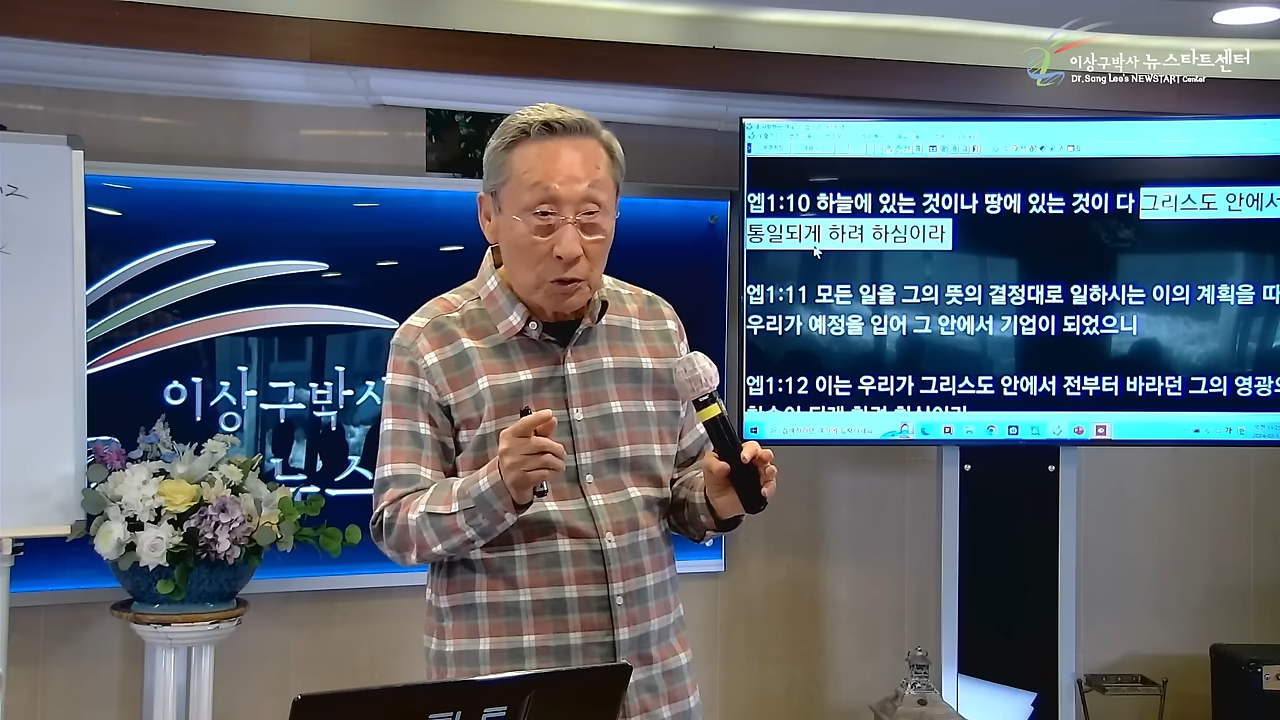 이상구박사 뉴스타트센터
Dr.Sang Lee's NEWSTART Center
엡1:10 하늘에 있는 것이나 땅에 있는 것이 다 그리스도 안에서
통일되게 하려 하심이라
엡1:11 모든 일을 그의 뜻의 결정대로 일하시는 이의 계획을 따
우리가 예정을 입어 그 안에서 기업이 되었으니
엡1:12 이는 우리가 그리스도 안에서 전부터 바라던 그의 영광의
이상구박사
뉴스